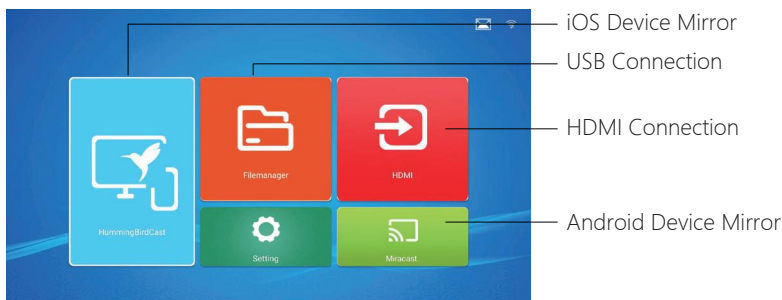 iOS Device Mirror
USB Connection
HDMI Connection
Filemanager
HDMI
Android Device Mirror
HummingBirdCast
Setting
Miracast